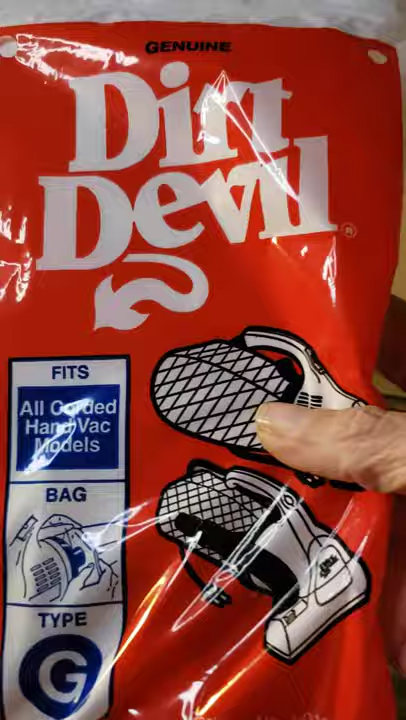 GENUINE
Dirt
Devil®
FITS
All Corded
Hand Vac
Models
BAG
TYPE
G